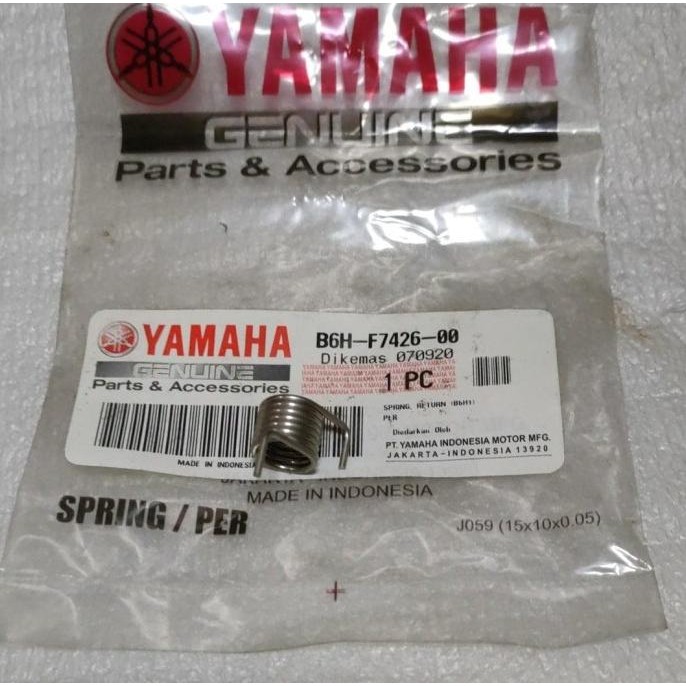 YAMAHA
GENUINE
Parts & Accessories
YAMAHA
GENUINE
Parts & Accessories
B6H-F7426-00
Dikemas 070920
1 PC
SPRING, RETURN (B6H1)
PER
Diedarkan Oleh
PT. YAMAHA INDONESIA MOTOR MFG.
JAKARTA-INDONESIA 13920
MADE IN INDONESIA
MADE IN INDONESIA
SPRING / PER
J059 (15x10x0.05)